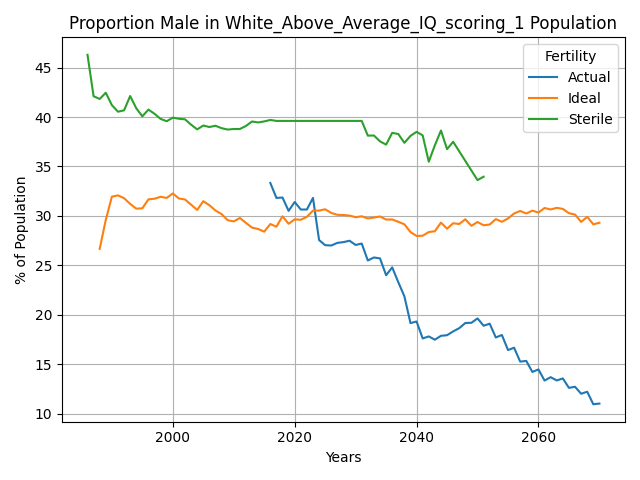 Proportion Male in White_Above_Average_IQ_scoring_1 Population
Fertility
Actual
Ideal
Sterile
% of Population
45
40
35
30
25
20
15
10
2000 2020 2040 2060
Years